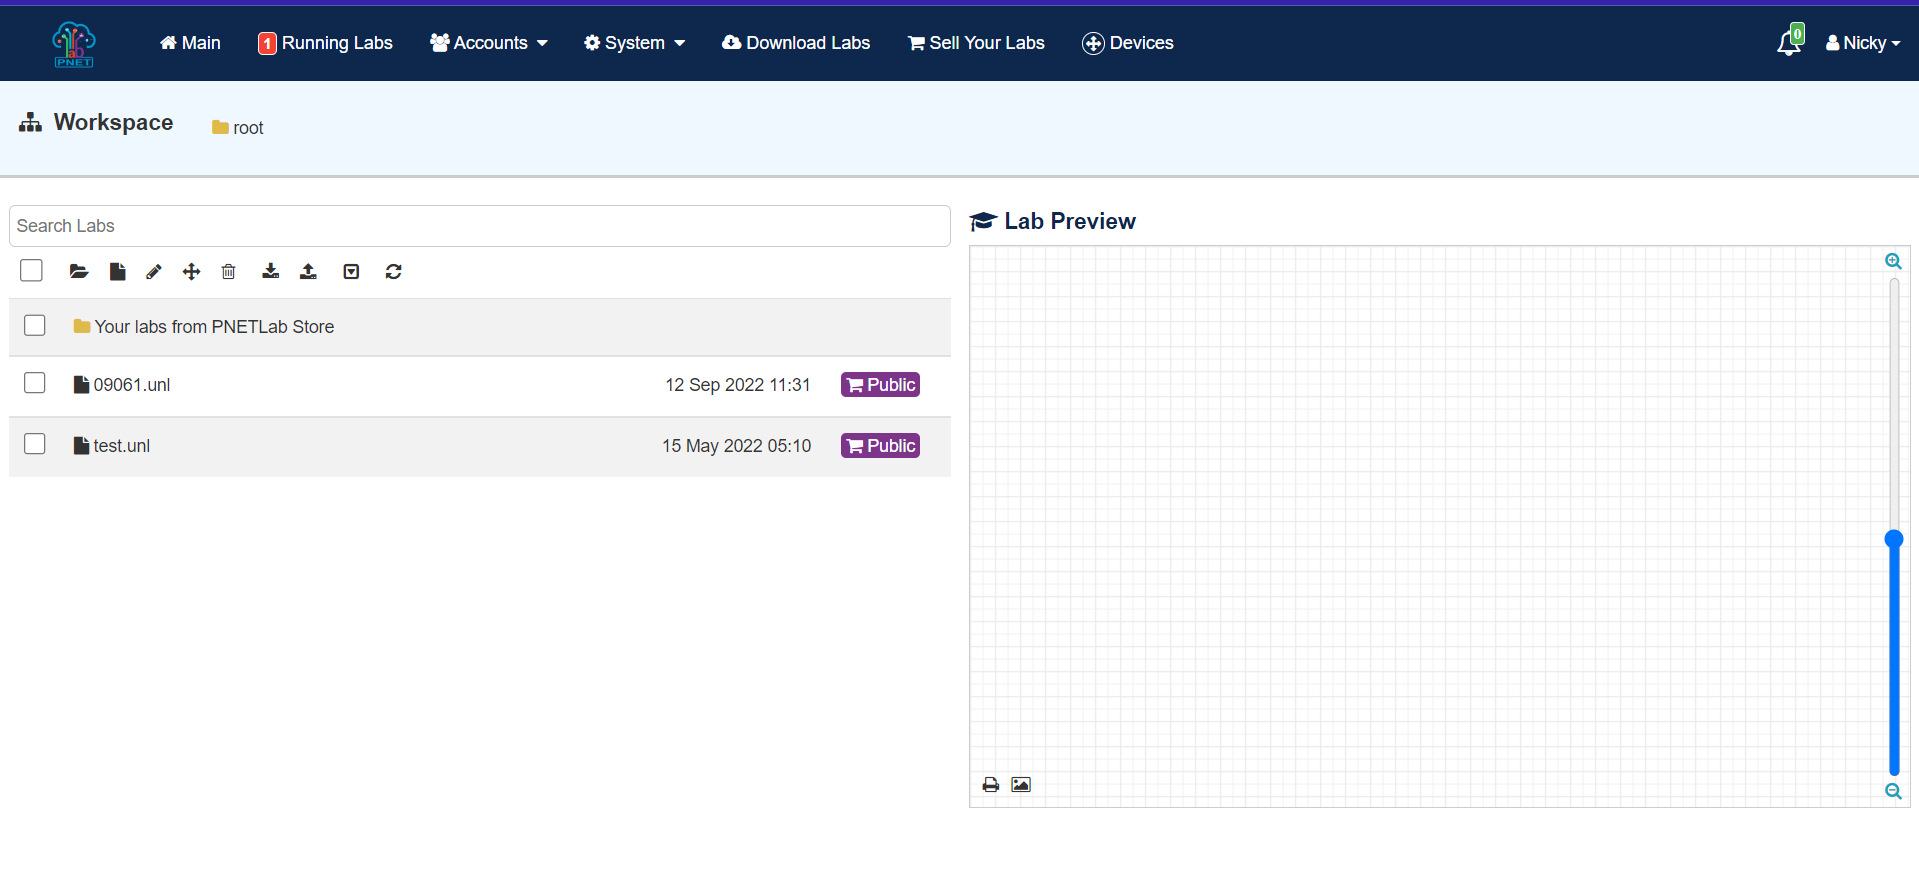 lab
PNET
Main
1 Running Labs
Accounts
System
Download Labs
Sell Your Labs
Devices
0
Nicky
Workspace
root
Search Labs
Your labs from PNETLab Store
09061.unl 12 Sep 2022 11:31 Public
test.unl 15 May 2022 05:10 Public
Lab Preview